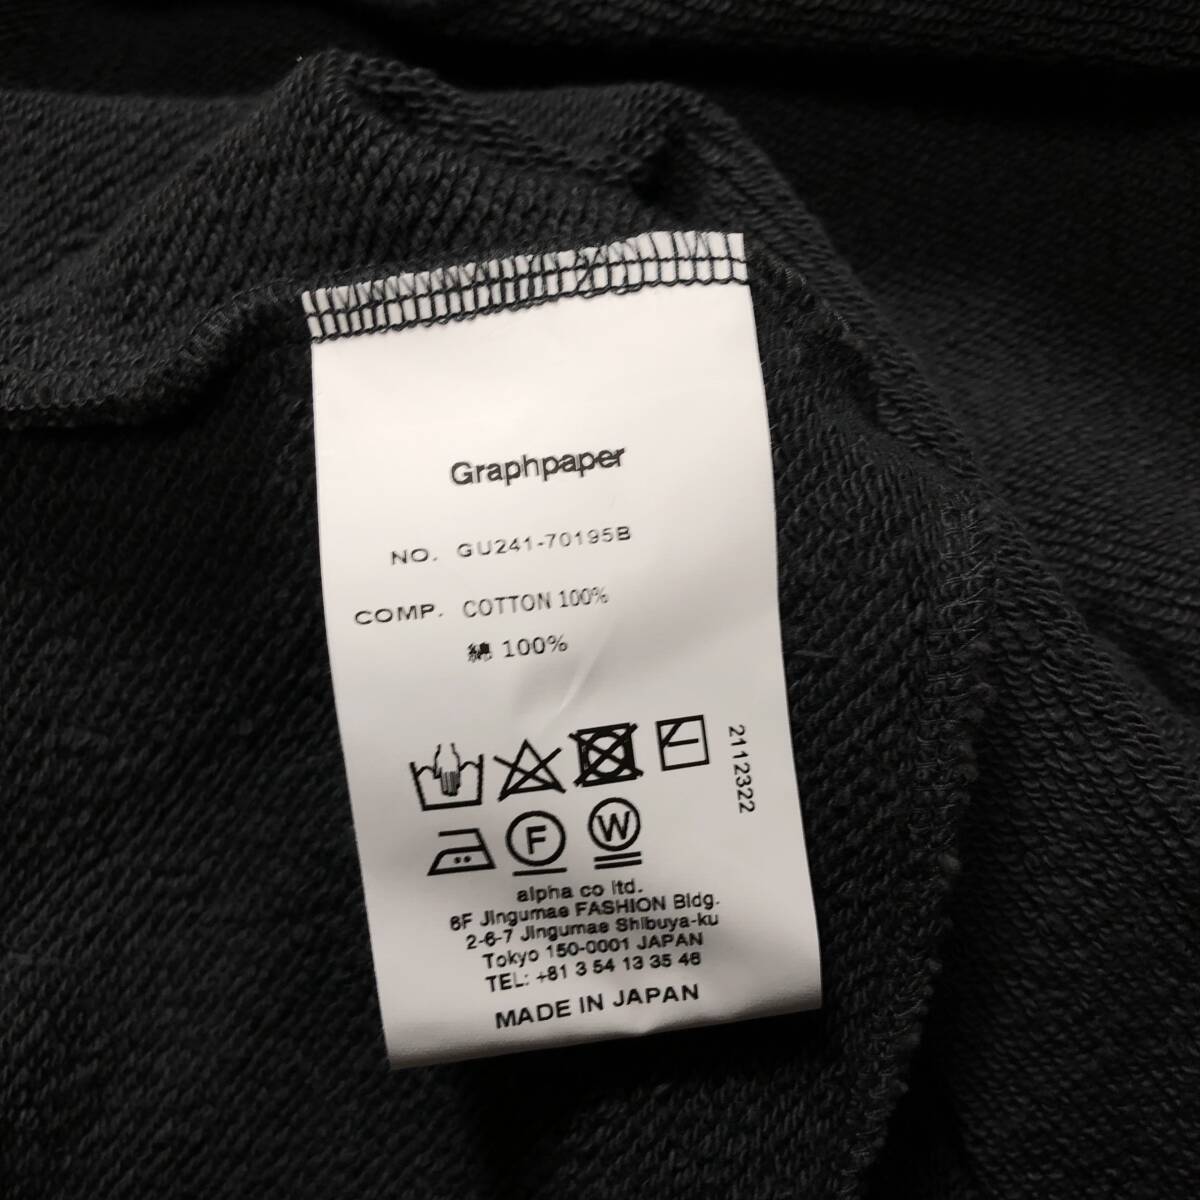 Graphpaper
NO. GU241-70195B
COMP. COTTON 100%
綿 100%
2112322
F
W
alpha co ltd.
6F Jingumae FASHION Bldg.
2-6-7 Jingumae Shibuya-ku
Tokyo 150-0001 JAPAN
TEL: +81 3 54 13 35 46
MADE IN JAPAN